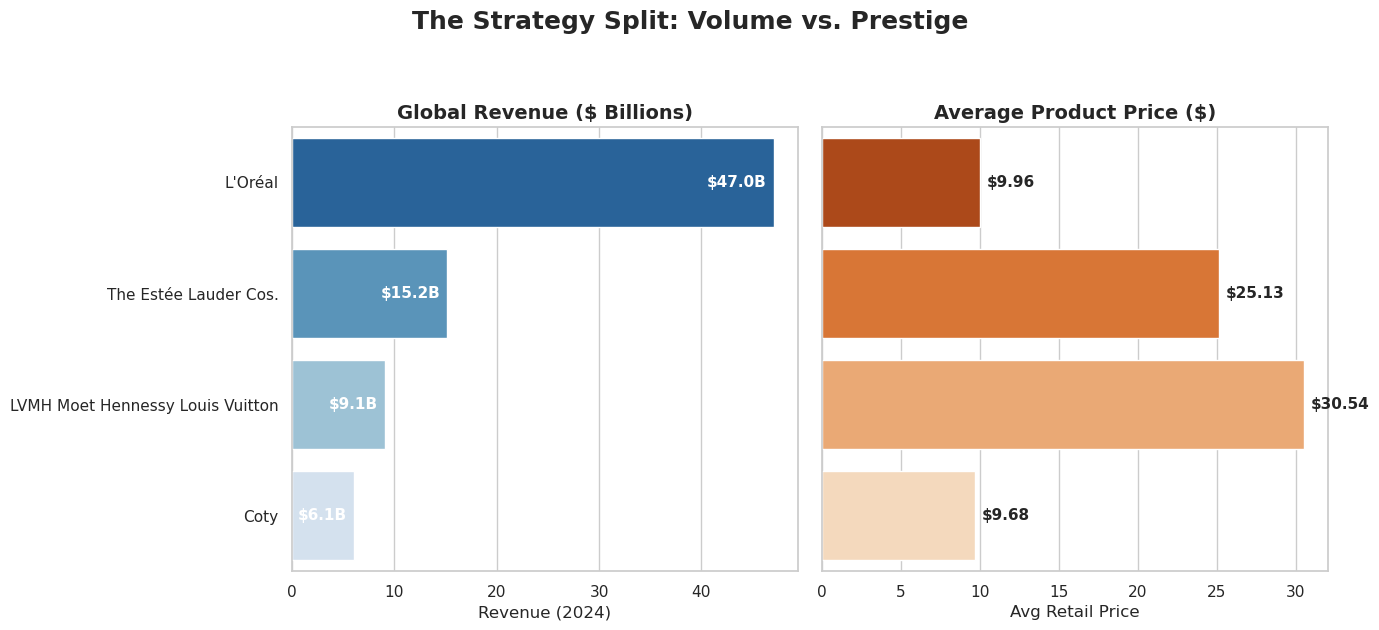 The Strategy Split: Volume vs. Prestige
Global Revenue ($ Billions)
L'Oréal
$47.0B
The Estée Lauder Cos.
$15.2B
LVMH Moet Hennessy Louis Vuitton
$9.1B
Coty
$6.1B
0 10 20 30 40
Revenue (2024)
Average Product Price ($)
$9.96
$25.13
$30.54
$9.68
0 5 10 15 20 25 30
Avg Retail Price